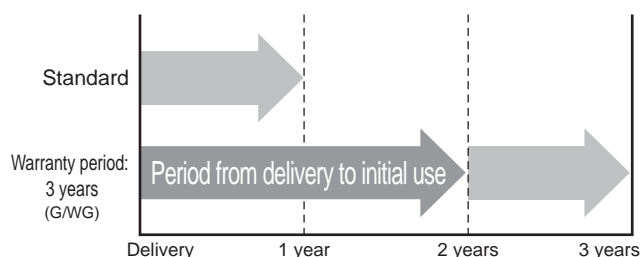 Standard
Warranty period:
3 years
(G/WG)
Period from delivery to initial use
Delivery 1 year 2 years 3 years